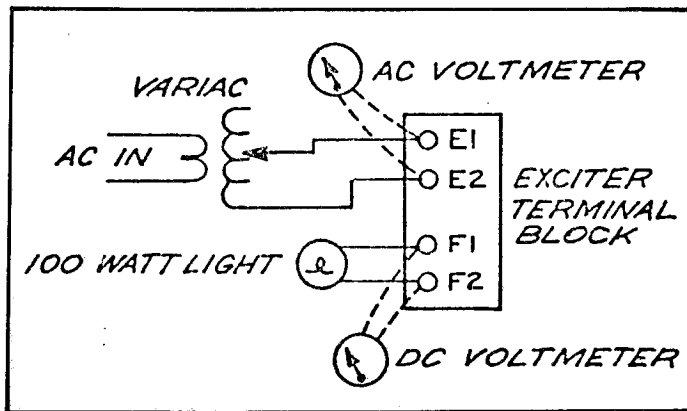 VARIAC
AC IN
AC VOLTMETER
E1
E2
F1
F2
EXCITER
TERMINAL
BLOCK
100 WATT LIGHT
DC VOLTMETER